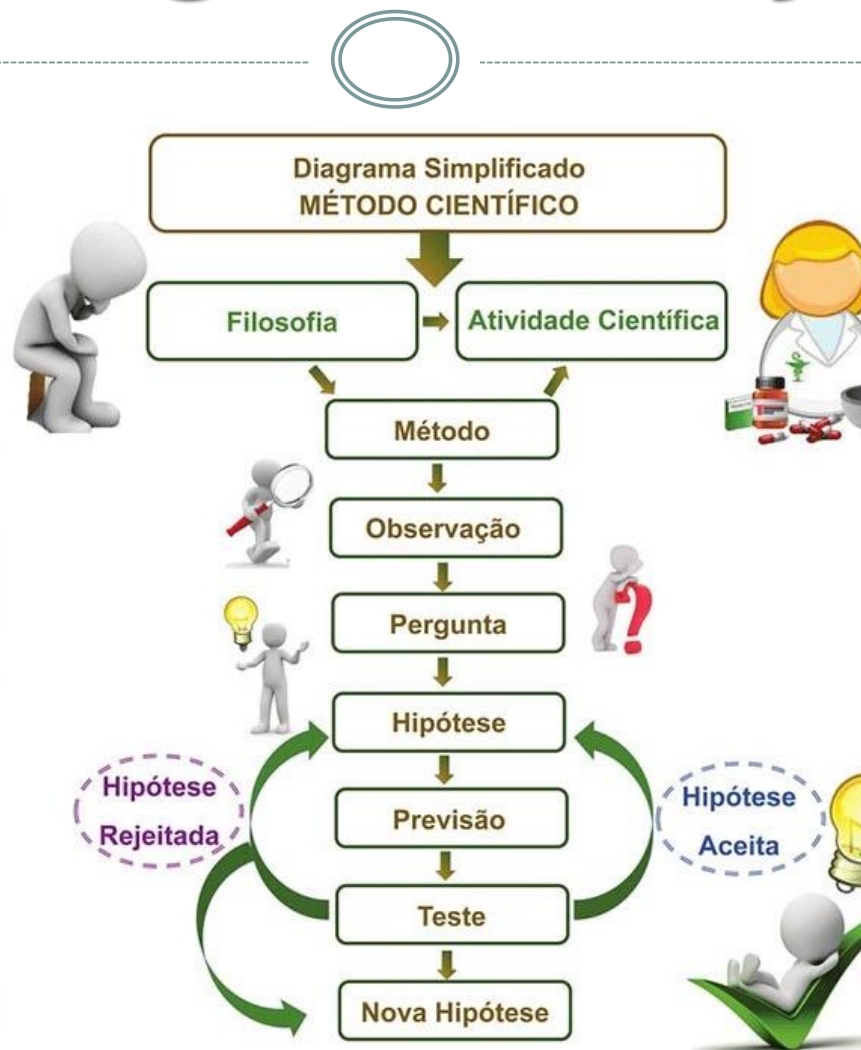 Diagrama Simplificado
MÉTODO CIENTÍFICO
Filosofia
Atividade Científica
Método
Observação
Pergunta
Hipótese
Hipótese
Rejeitada
Previsão
Hipótese
Aceita
Teste
Nova Hipótese